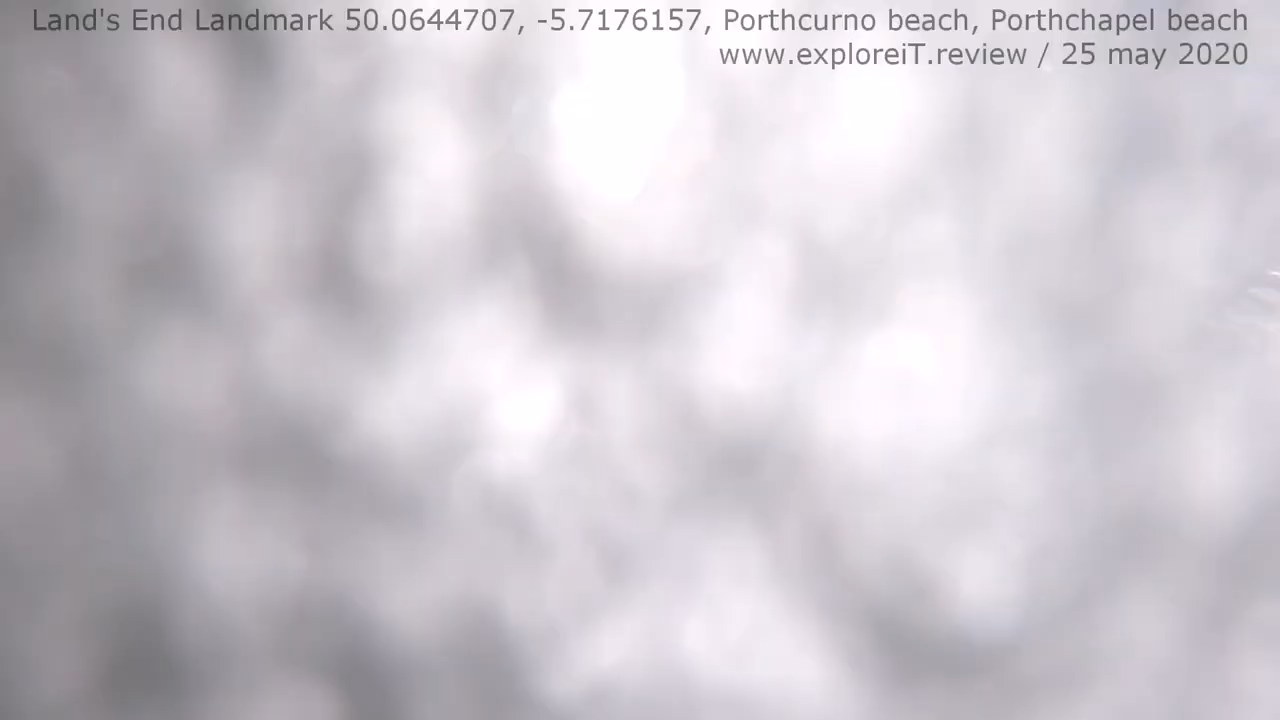 Land's End Landmark 50.0644707, -5.7176157, Porthcurno beach, Porthchapel beach
www.exploreiT.review / 25 may 2020